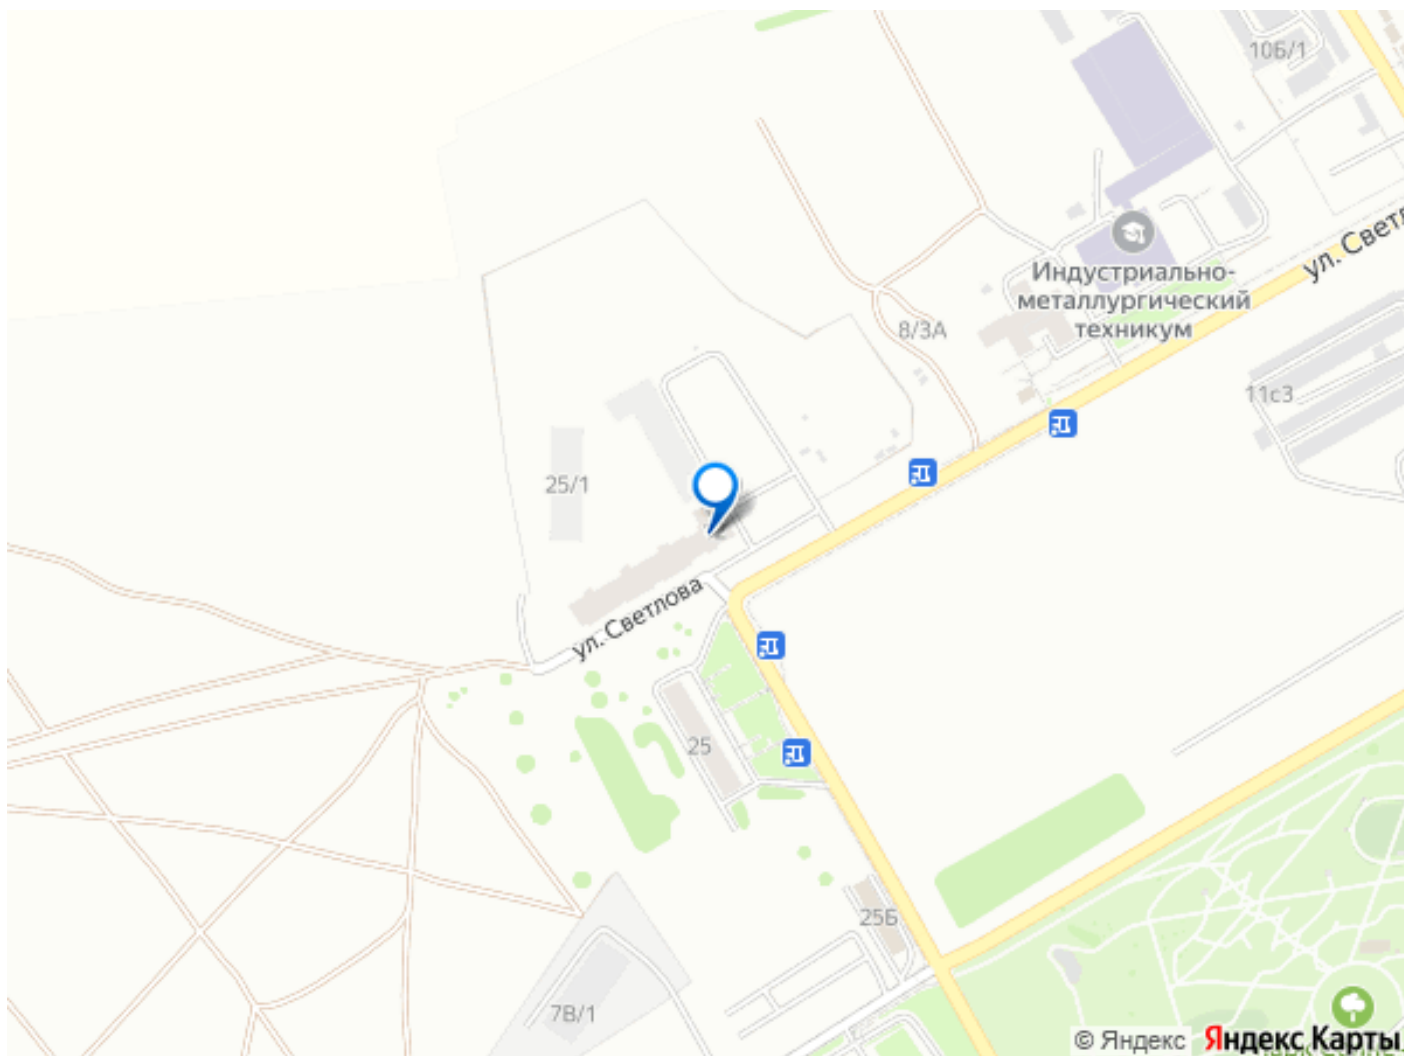 10Б/1
ул. Светл
Индустриально-
металлургический
техникум
8/3А
11с3
25/1
ул. Светлова
25
25Б
7В/1
© Яндекс Яндекс Карты